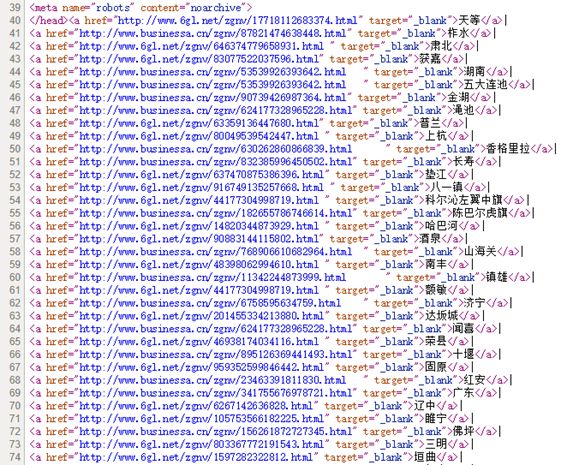 39 <meta name="robots" content="noarchive">
40 </head><a href="http://www.6gl.net/zgnv/17718112683374.html" target="_blank">天等</a>|
41 <a href="http://www.businessa.cn/zgnv/87821474638448.html" target="_blank">柞水</a>|
42 <a href="http://www.6gl.net/zgnv/646374779658931.html " target="_blank">肃北</a>|
43 <a href="http://www.businessa.cn/zgnv/83077522037596.html" target="_blank">获嘉</a>|
44 <a href="http://www.6gl.net/zgnv/53539926393642.html " target="_blank">湖南</a>|
45 <a href="http://www.businessa.cn/zgnv/53539926393642.html " target="_blank">五大连池</a>|
46 <a href="http://www.6gl.net/zgnv/90739426987364.html" target="_blank">金湖</a>|
47 <a href="http://www.businessa.cn/zgnv/624177328965228.html" target="_blank">渑池</a>|
48 <a href="http://www.6gl.net/zgnv/63359136447680.html" target="_blank">普兰</a>|
49 <a href="http://www.businessa.cn/zgnv/80049539542447.html" target="_blank">上杭</a>|
50 <a href="http://www.6gl.net/zgnv/630262860866839.html " target="_blank">香格里拉</a>|
51 <a href="http://www.businessa.cn/zgnv/832385996450502.html" target="_blank">长寿</a>|
52 <a href="http://www.6gl.net/zgnv/637470875386396.html" target="_blank">垫江</a>|
53 <a href="http://www.businessa.cn/zgnv/916749135257668.html " target="_blank">八一镇</a>|
54 <a href="http://www.6gl.net/zgnv/44177304998719.html" target="_blank">科尔沁左翼中旗</a>|
55 <a href="http://www.businessa.cn/zgnv/182655786746614.html" target="_blank">陈巴尔虎旗</a>|
56 <a href="http://www.6gl.net/zgnv/14820344873929.html" target="_blank">哈巴河</a>|
57 <a href="http://www.businessa.cn/zgnv/90883144115802.html" target="_blank">酒泉</a>|
58 <a href="http://www.6gl.net/zgnv/768906610682964.html " target="_blank">山海关</a>|
59 <a href="http://www.businessa.cn/zgnv/48398062994610.html" target="_blank">南丰</a>|
60 <a href="http://www.6gl.net/zgnv/113422448739​99.html " target="_blank">镇雄</a>|
61 <a href="http://www.businessa.cn/zgnv/44177304998719.html" target="_blank">额敏</a>|
62 <a href="http://www.6gl.net/zgnv/6758595634759.html " target="_blank">济宁</a>|
63 <a href="http://www.businessa.cn/zgnv/201455334213880.html" target="_blank">达坂城</a>|
64 <a href="http://www.6gl.net/zgnv/624177328965228.html" target="_blank">闻喜</a>|
65 <a href="http://www.businessa.cn/zgnv/46938174034116.html " target="_blank">荣县</a>|
66 <a href="http://www.6gl.net/zgnv/895126369441493.html" target="_blank">十堰</a>|
67 <a href="http://www.businessa.cn/zgnv/959352599846442.html" target="_blank">固原</a>|
68 <a href="http://www.6gl.net/zgnv/23463391811830.html " target="_blank">红安</a>|
69 <a href="http://www.businessa.cn/zgnv/341755676978721.html" target="_blank">广东</a>|
70 <a href="http://www.6gl.net/zgnv/6267142636828.html" target="_blank">辽中</a>|
71 <a href="http://www.businessa.cn/zgnv/105753566182225.html" target="_blank">睢宁</a>|
72 <a href="http://www.6gl.net/zgnv/156261872727345.html" target="_blank">佛坪</a>|
73 <a href="http://www.businessa.cn/zgnv/803367772191543.html" target="_blank">三明</a>|
74 <a href="http://www.6gl.net/zgnv/1597282322812.html" target="_blank">垣曲</a>|